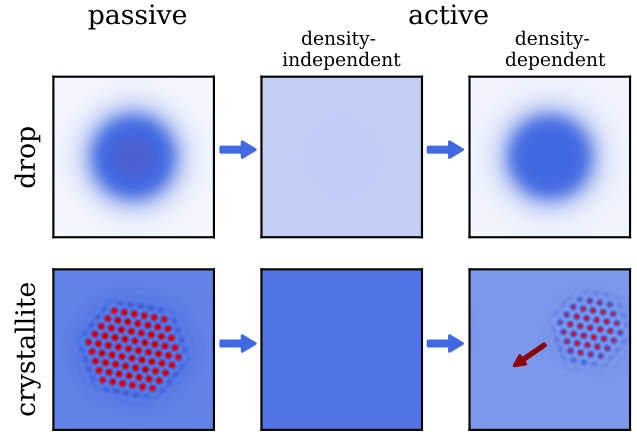 passive
active
density-
independent
density-
dependent
drop
crystallite